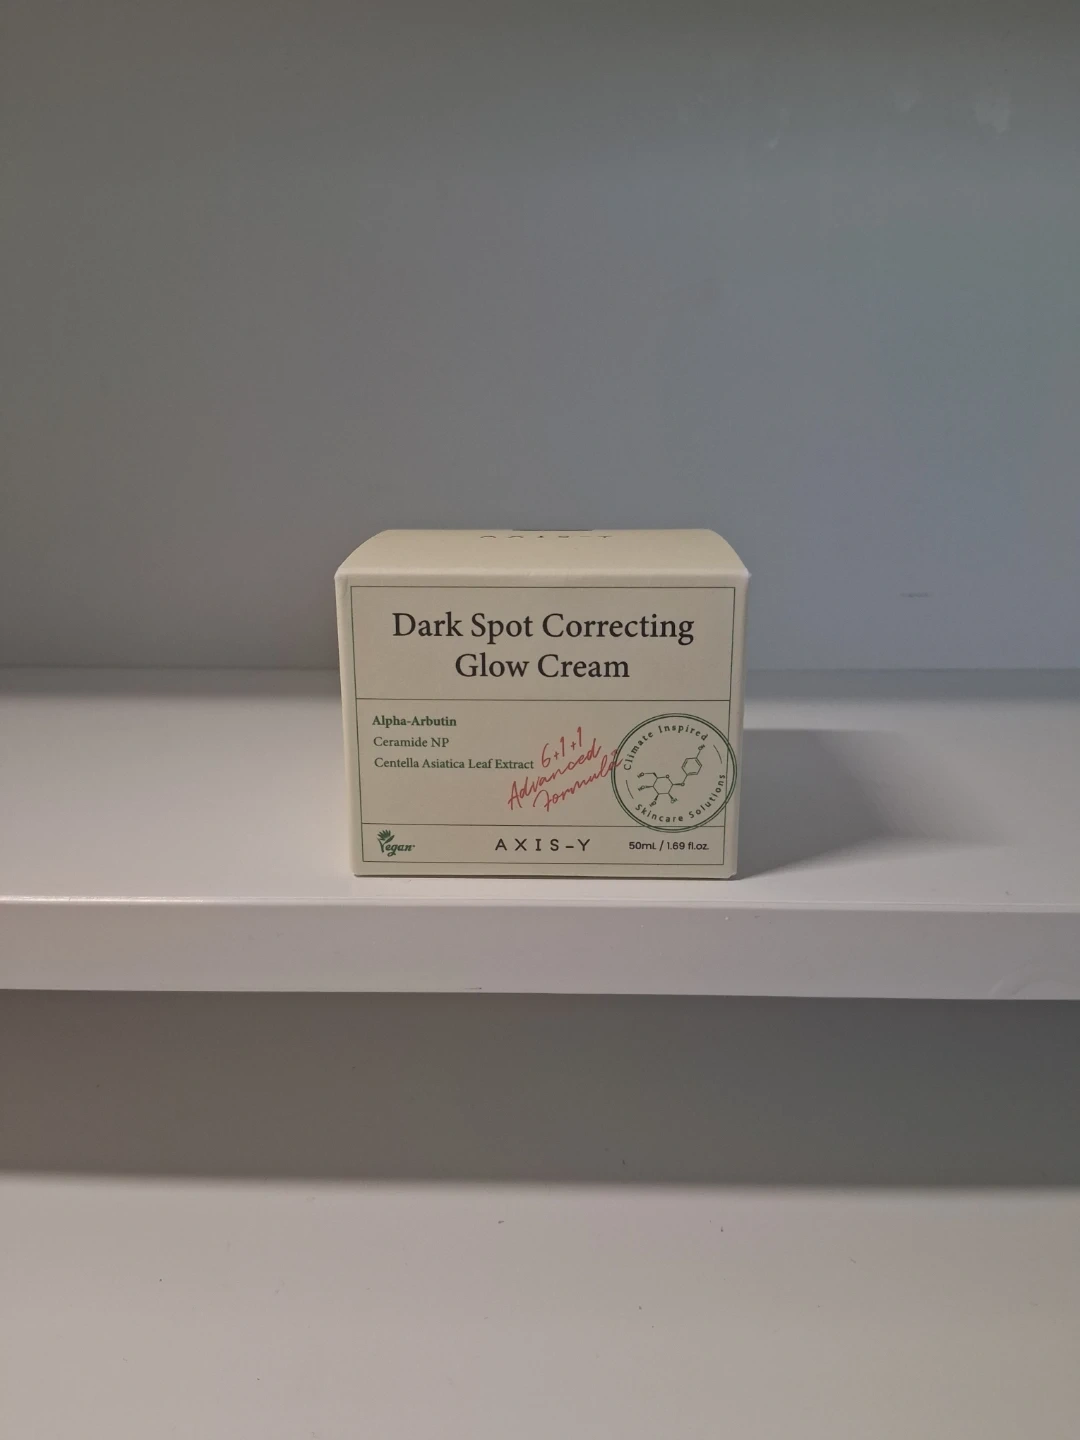 Dark Spot Correcting
Glow Cream
Alpha-Arbutin
Ceramide NP
Centella Asiatica Leaf Extract
6+1+1
Advanced
Formula
Climate Inspired
Skincare Solutions
Vegan
AXIS-Y
50mL / 1.69 fl.oz.